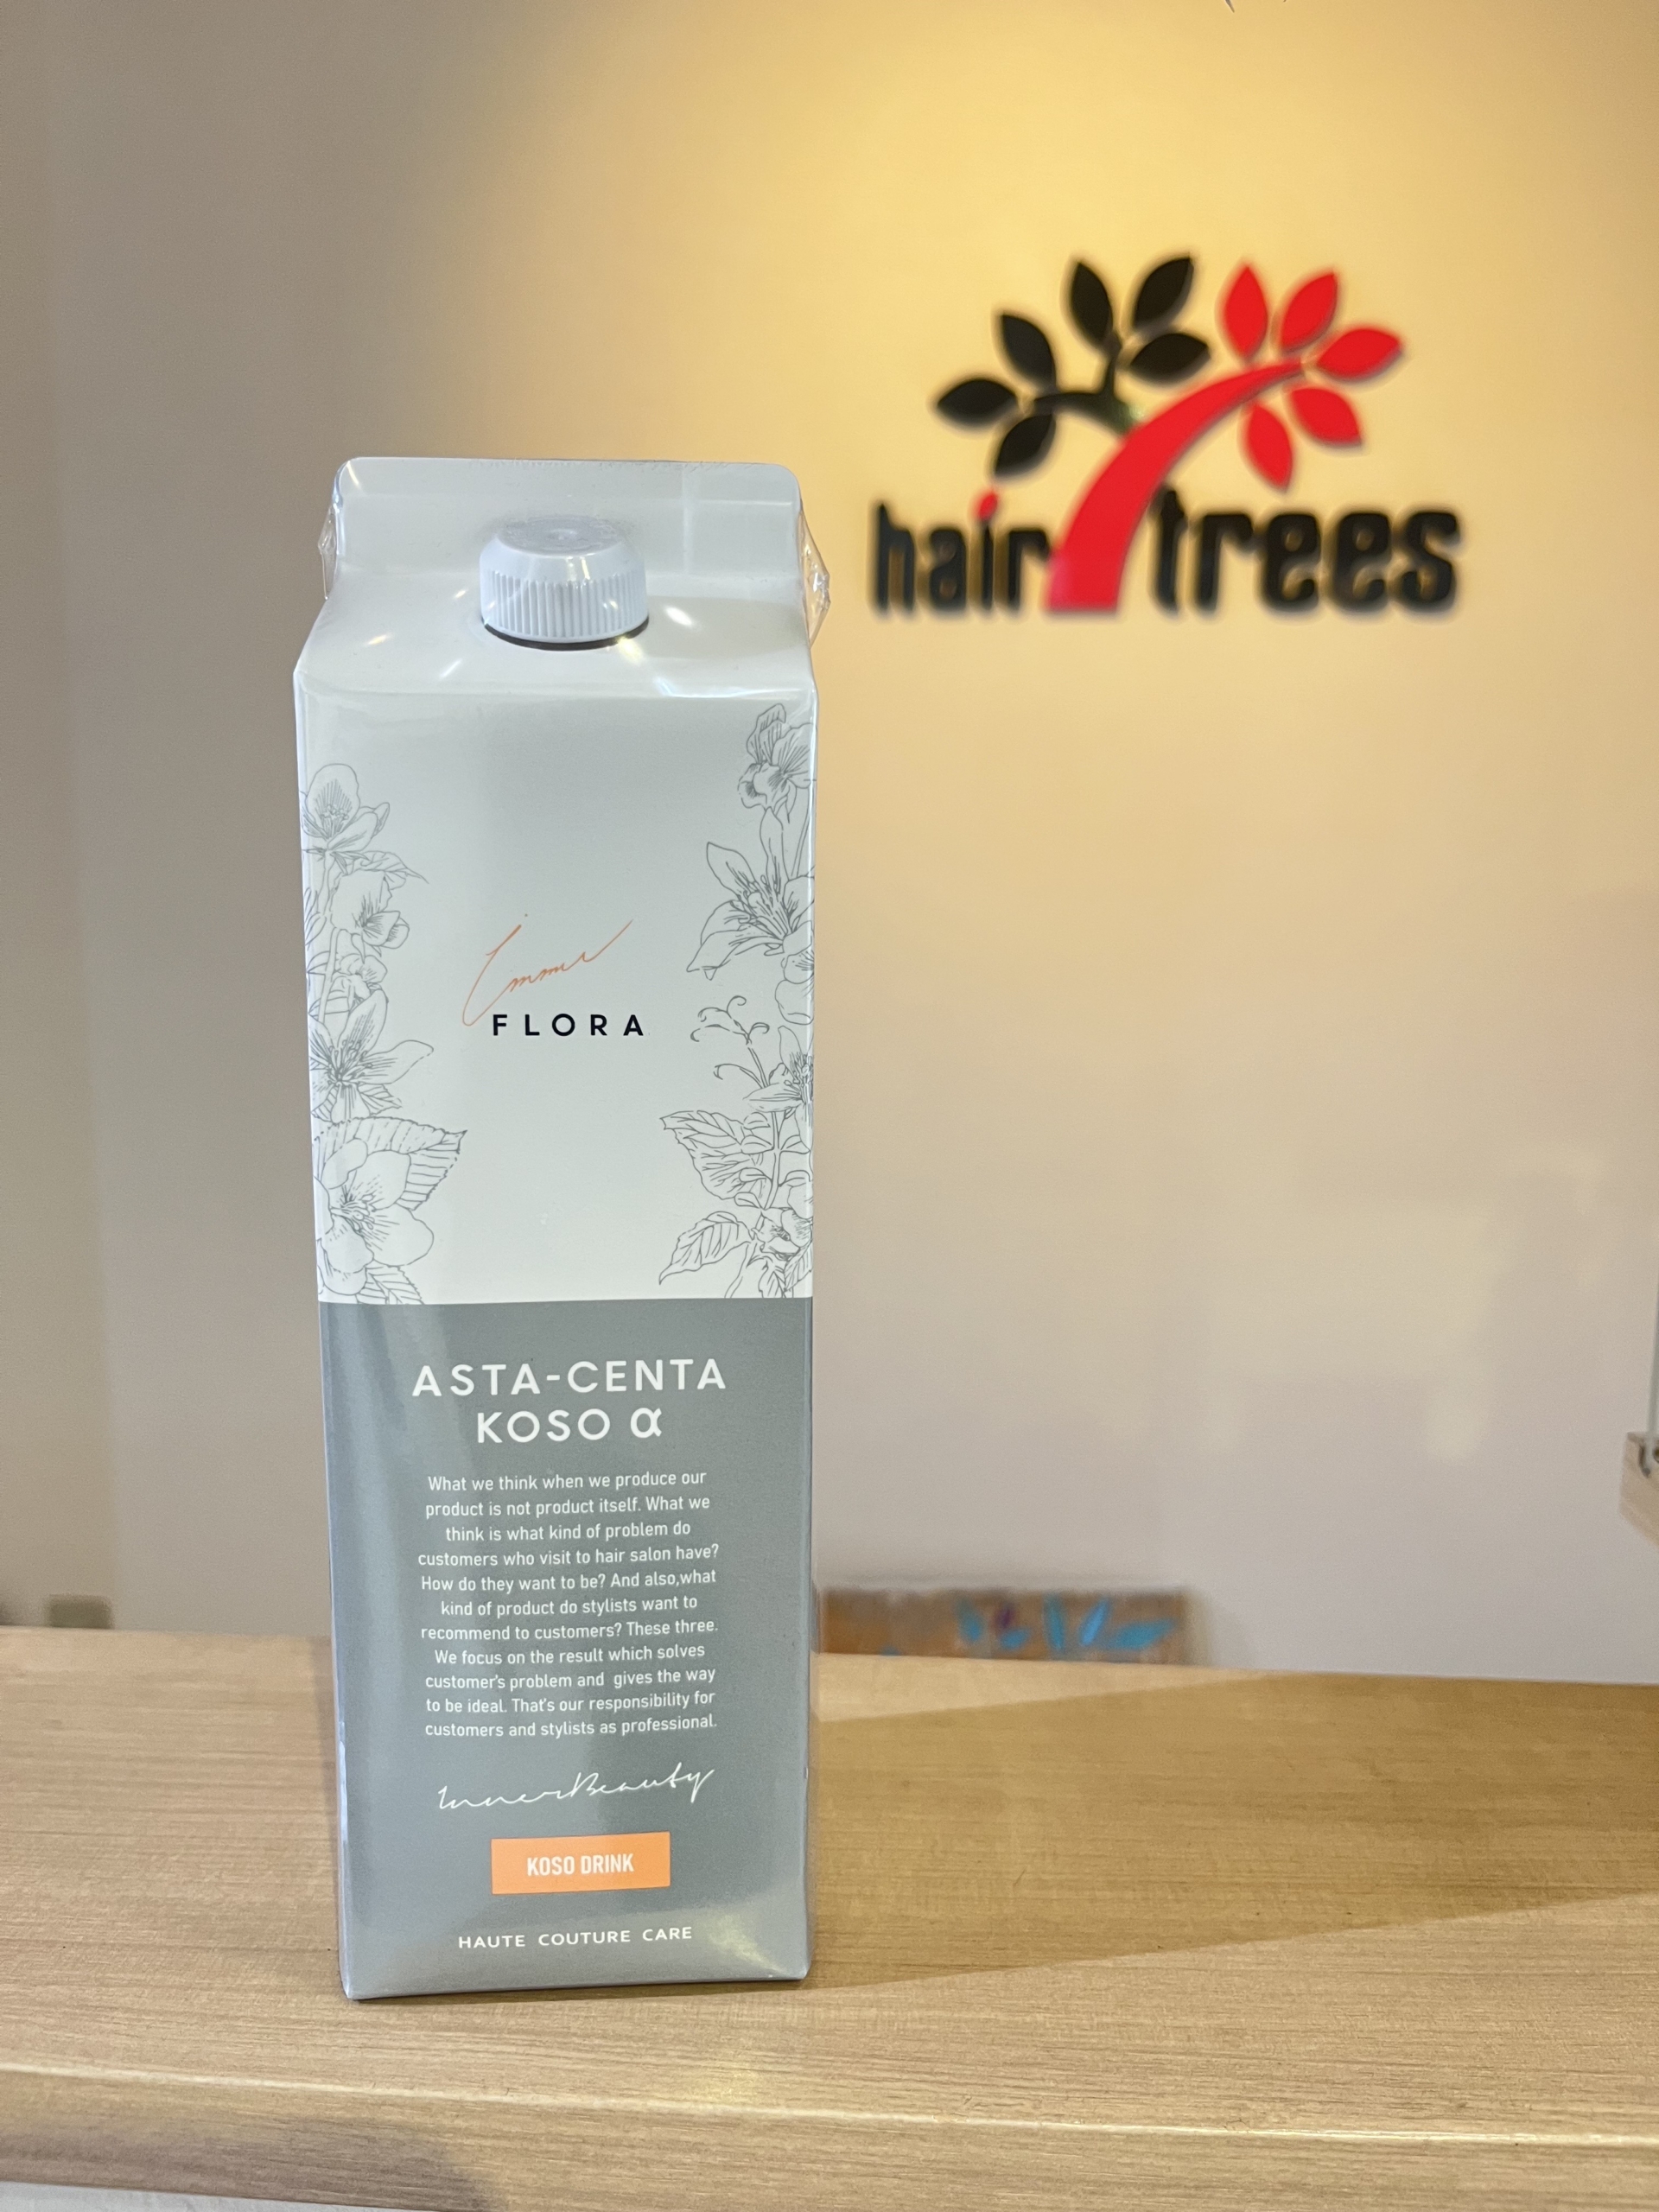 hair trees
Immu
FLORA
ASTA-CENTA
KOSO α
What we think when we produce our
product is not product itself. What we
think is what kind of problem do
customers who visit to hair salon have?
How do they want to be? And also,what
kind of product do stylists want to
recommend to customers? These three.
We focus on the result which solves
customer's problem and gives the way
to be ideal. That's our responsibility for
customers and stylists as professional.
InnerBeauty
KOSO DRINK
HAUTE COUTURE CARE